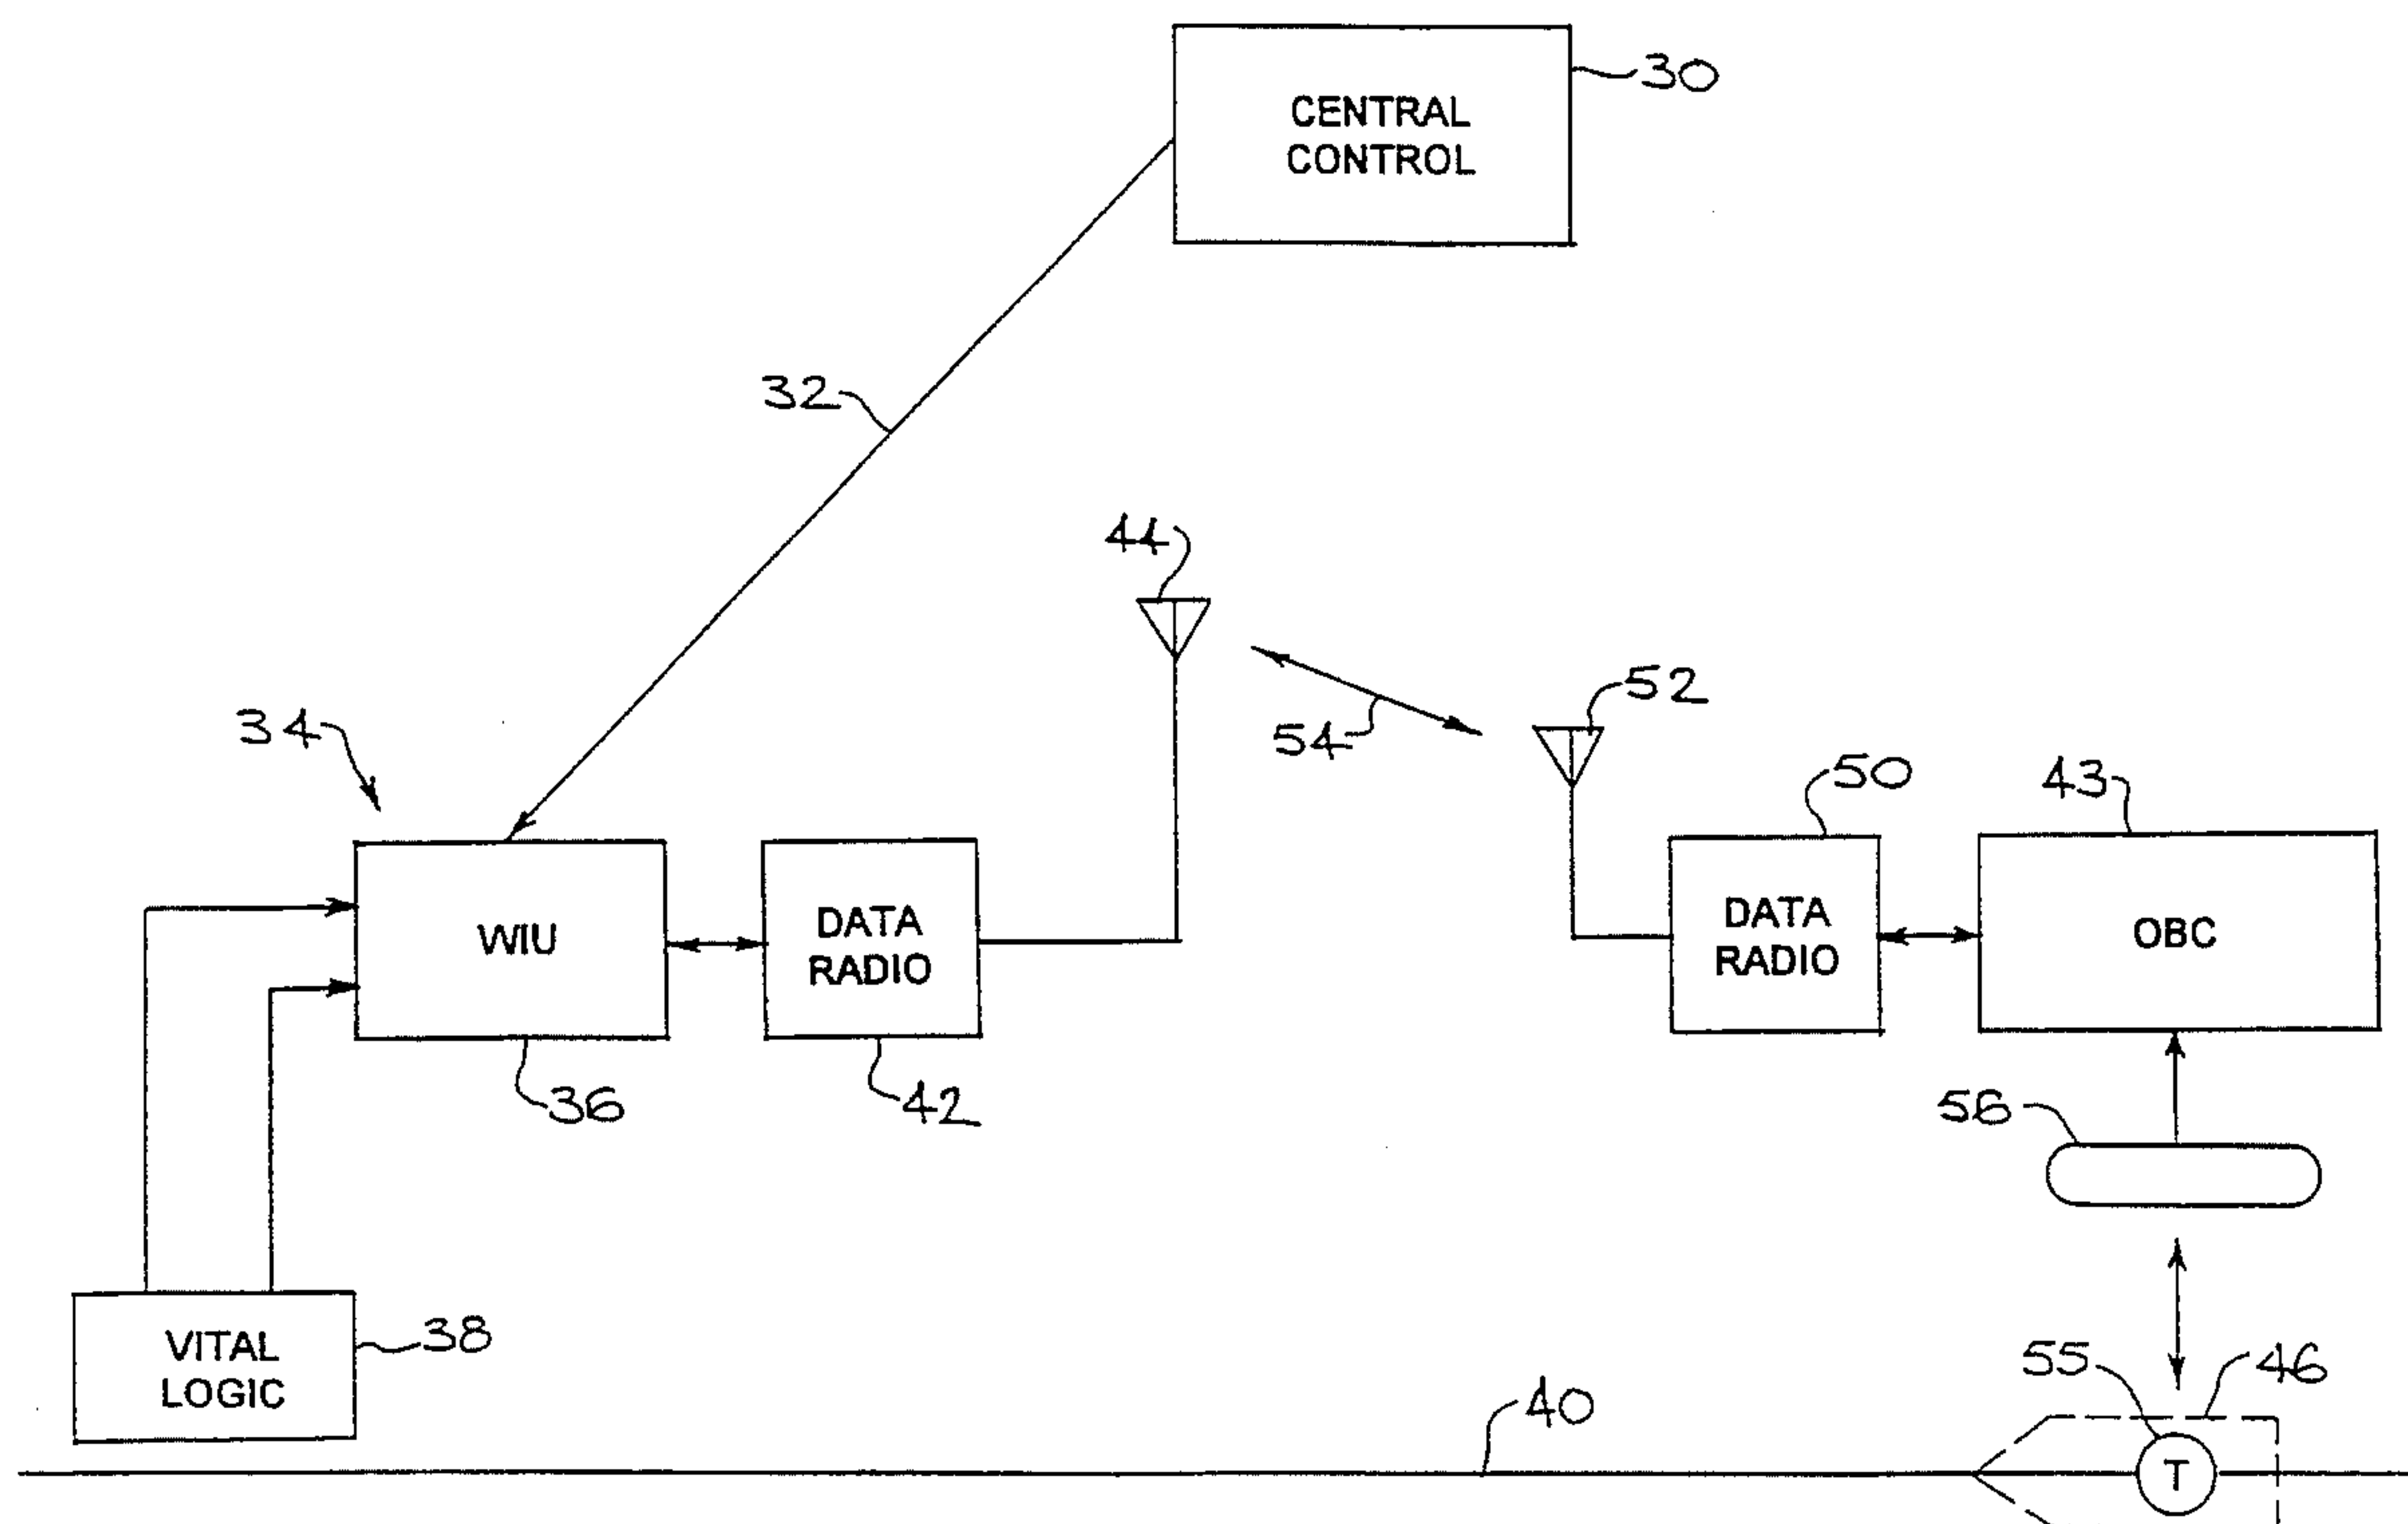 CENTRAL
CONTROL
30
32
44
54
52
34
50
43
WIU
DATA
RADIO
DATA
RADIO
OBC
36
42
56
VITAL
LOGIC
38
55
46
40
T